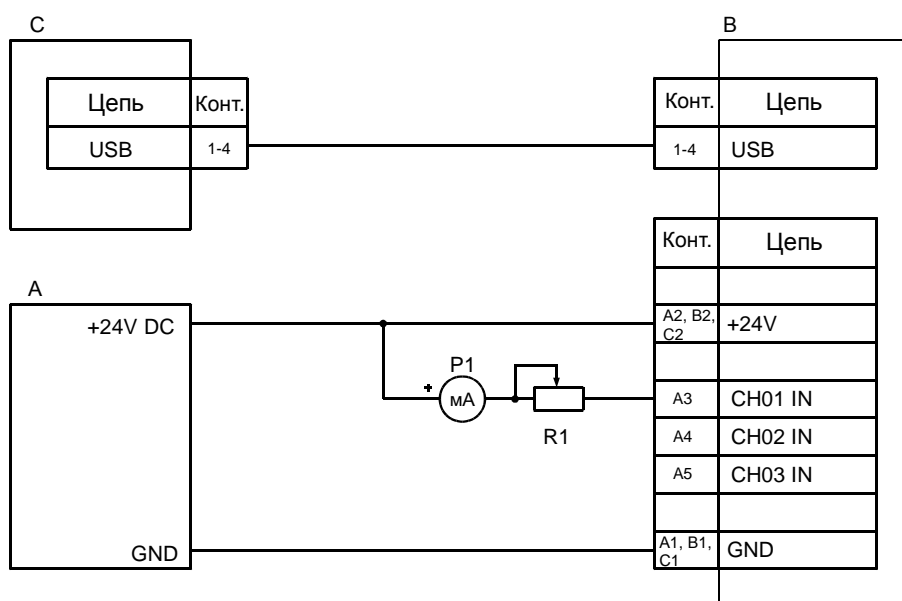 C
B
Цепь
Конт.
USB
1-4
Конт.
Цепь
1-4
USB
A
+24V DC
GND
P1
+
мА
R1
Конт.
Цепь
A2, B2,
C2
+24V
A3
CH01 IN
A4
CH02 IN
A5
CH03 IN
A1, B1,
C1
GND